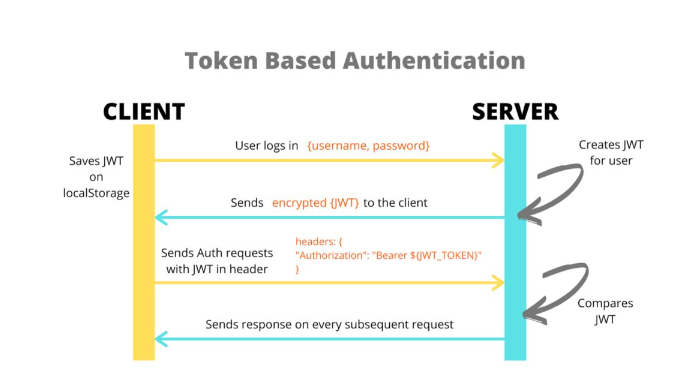 Token Based Authentication
CLIENT
SERVER
User logs in {username, password}
Creates JWT
for user
Saves JWT
on
localStorage
Sends encrypted {JWT} to the client
Sends Auth requests
with JWT in header
headers: {
"Authorization": "Bearer ${JWT_TOKEN}"
}
Compares
JWT
Sends response on every subsequent request